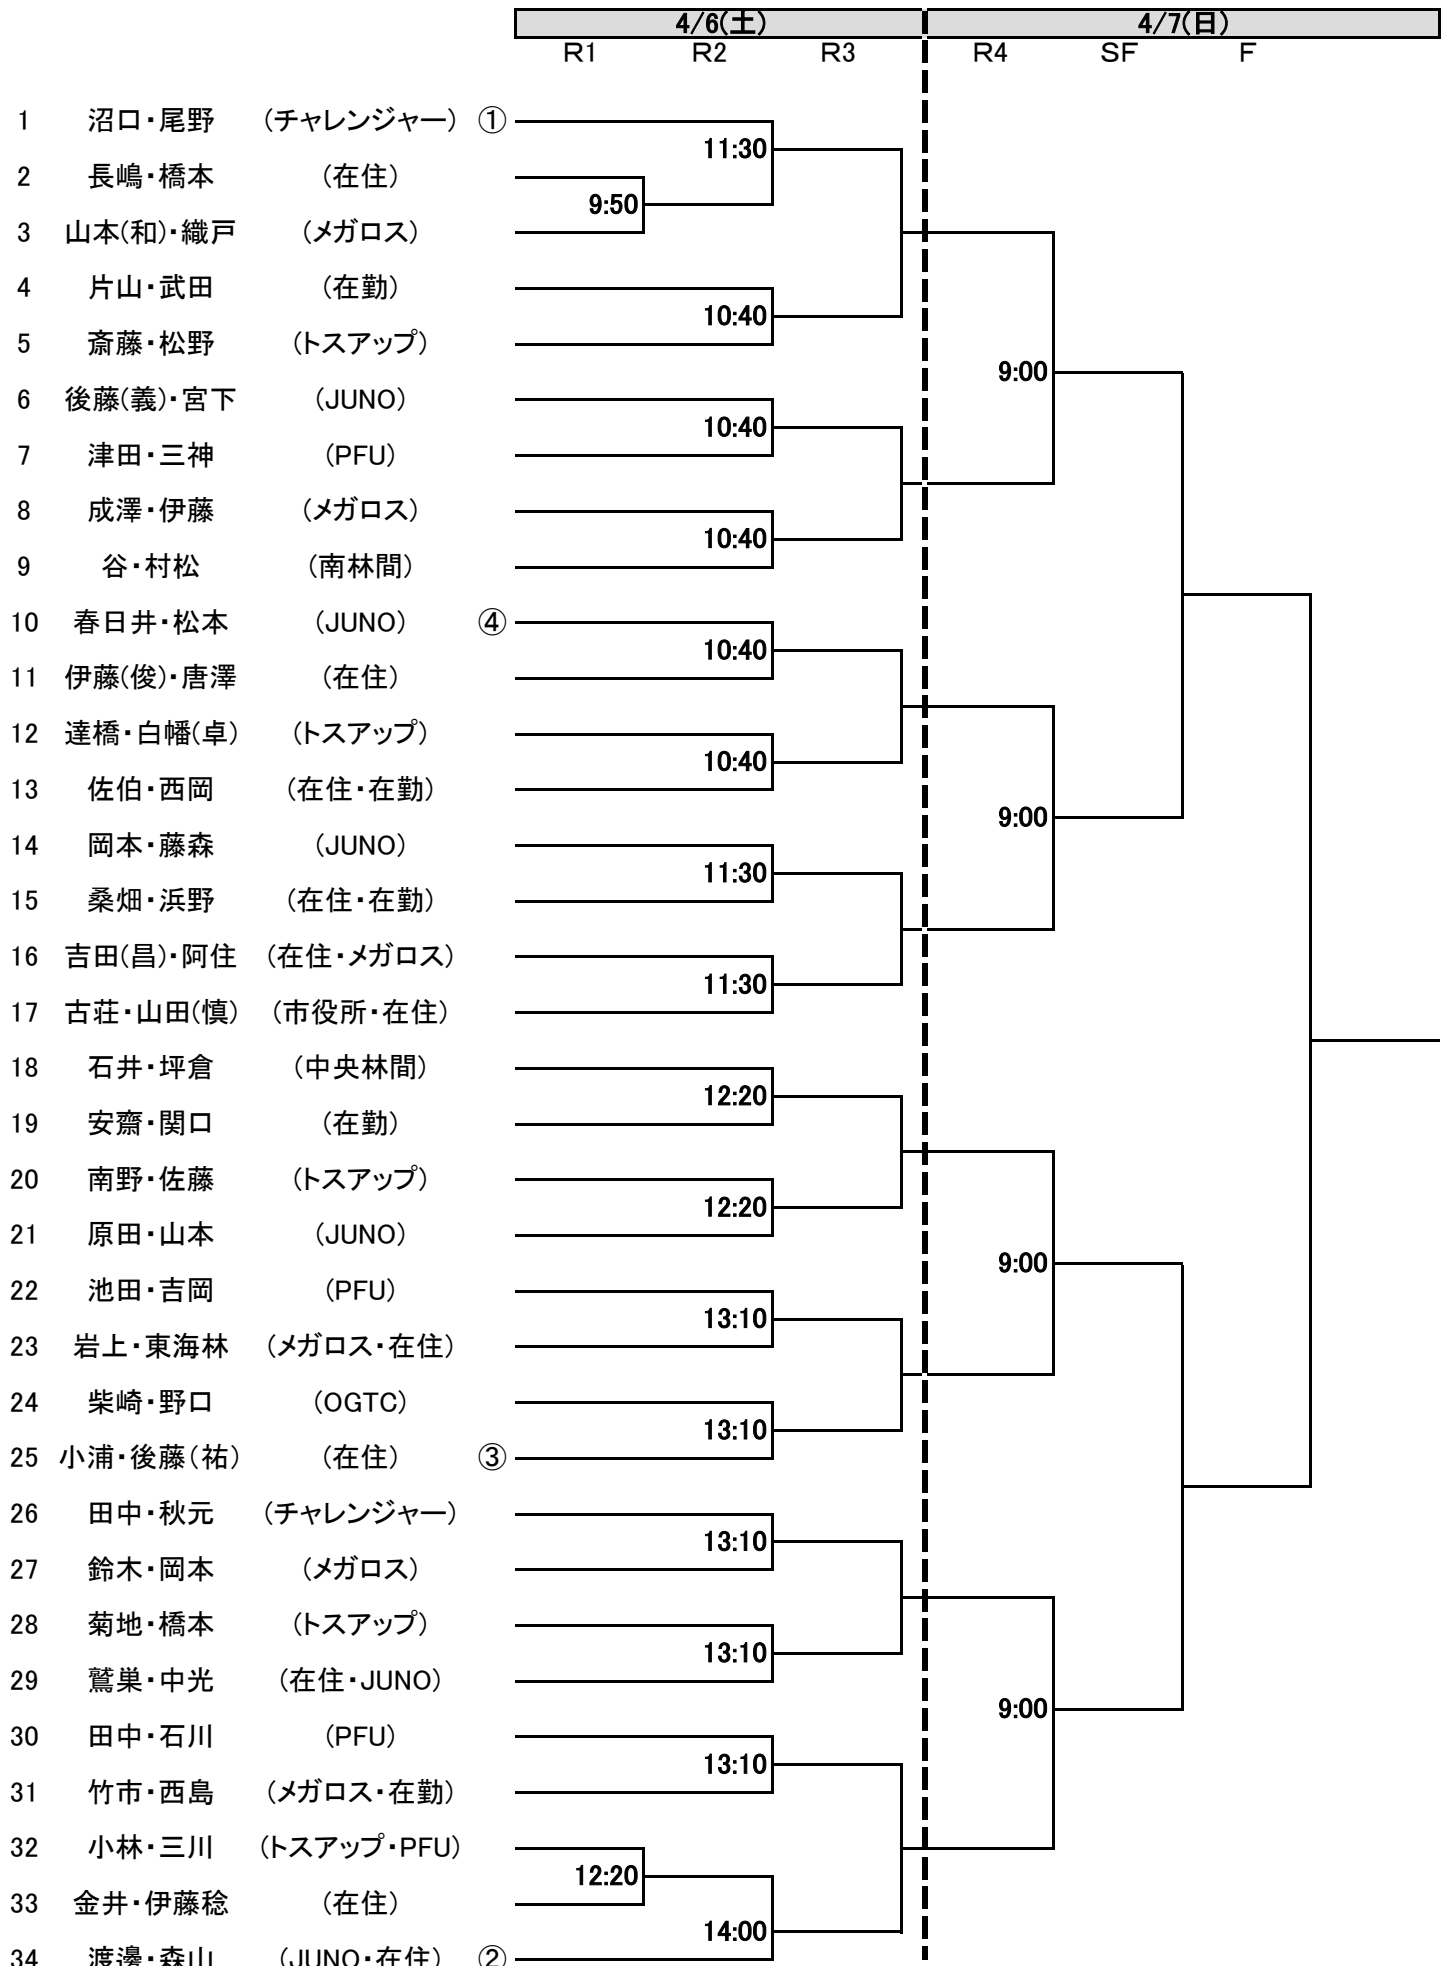 4/6(土) 4/7(日)
R1 R2 R3 R4 SF F
1 沼口・尾野 (チャレンジャー) ①
11:30
2 長嶋・橋本 (在住)
9:50
3 山本(和)・織戸 (メガロス)
4 片山・武田 (在勤)
10:40
5 斎藤・松野 (トスアップ)
9:00
6 後藤(義)・宮下 (JUNO)
10:40
7 津田・三神 (PFU)
8 成澤・伊藤 (メガロス)
10:40
9 谷・村松 (南林間)
10 春日井・松本 (JUNO) ④
10:40
11 伊藤(俊)・唐澤 (在住)
12 達橋・白幡(卓) (トスアップ)
10:40
13 佐伯・西岡 (在住・在勤)
9:00
14 岡本・藤森 (JUNO)
11:30
15 桑畑・浜野 (在住・在勤)
16 吉田(昌)・阿住 (在住・メガロス)
11:30
17 古荘・山田(慎) (市役所・在住)
18 石井・坪倉 (中央林間)
12:20
19 安齋・関口 (在勤)
20 南野・佐藤 (トスアップ)
12:20
21 原田・山本 (JUNO)
9:00
22 池田・吉岡 (PFU)
13:10
23 岩上・東海林 (メガロス・在住)
24 柴崎・野口 (OGTC)
13:10
25 小浦・後藤(祐) (在住) ③
26 田中・秋元 (チャレンジャー)
13:10
27 鈴木・岡本 (メガロス)
28 菊地・橋本 (トスアップ)
13:10
29 鷲巣・中光 (在住・JUNO)
9:00
30 田中・石川 (PFU)
13:10
31 竹市・西島 (メガロス・在勤)
32 小林・三川 (トスアップ・PFU)
12:20
33 金井・伊藤稔 (在住)
14:00
34 渡邊・森山 (JUNO・在住) ②